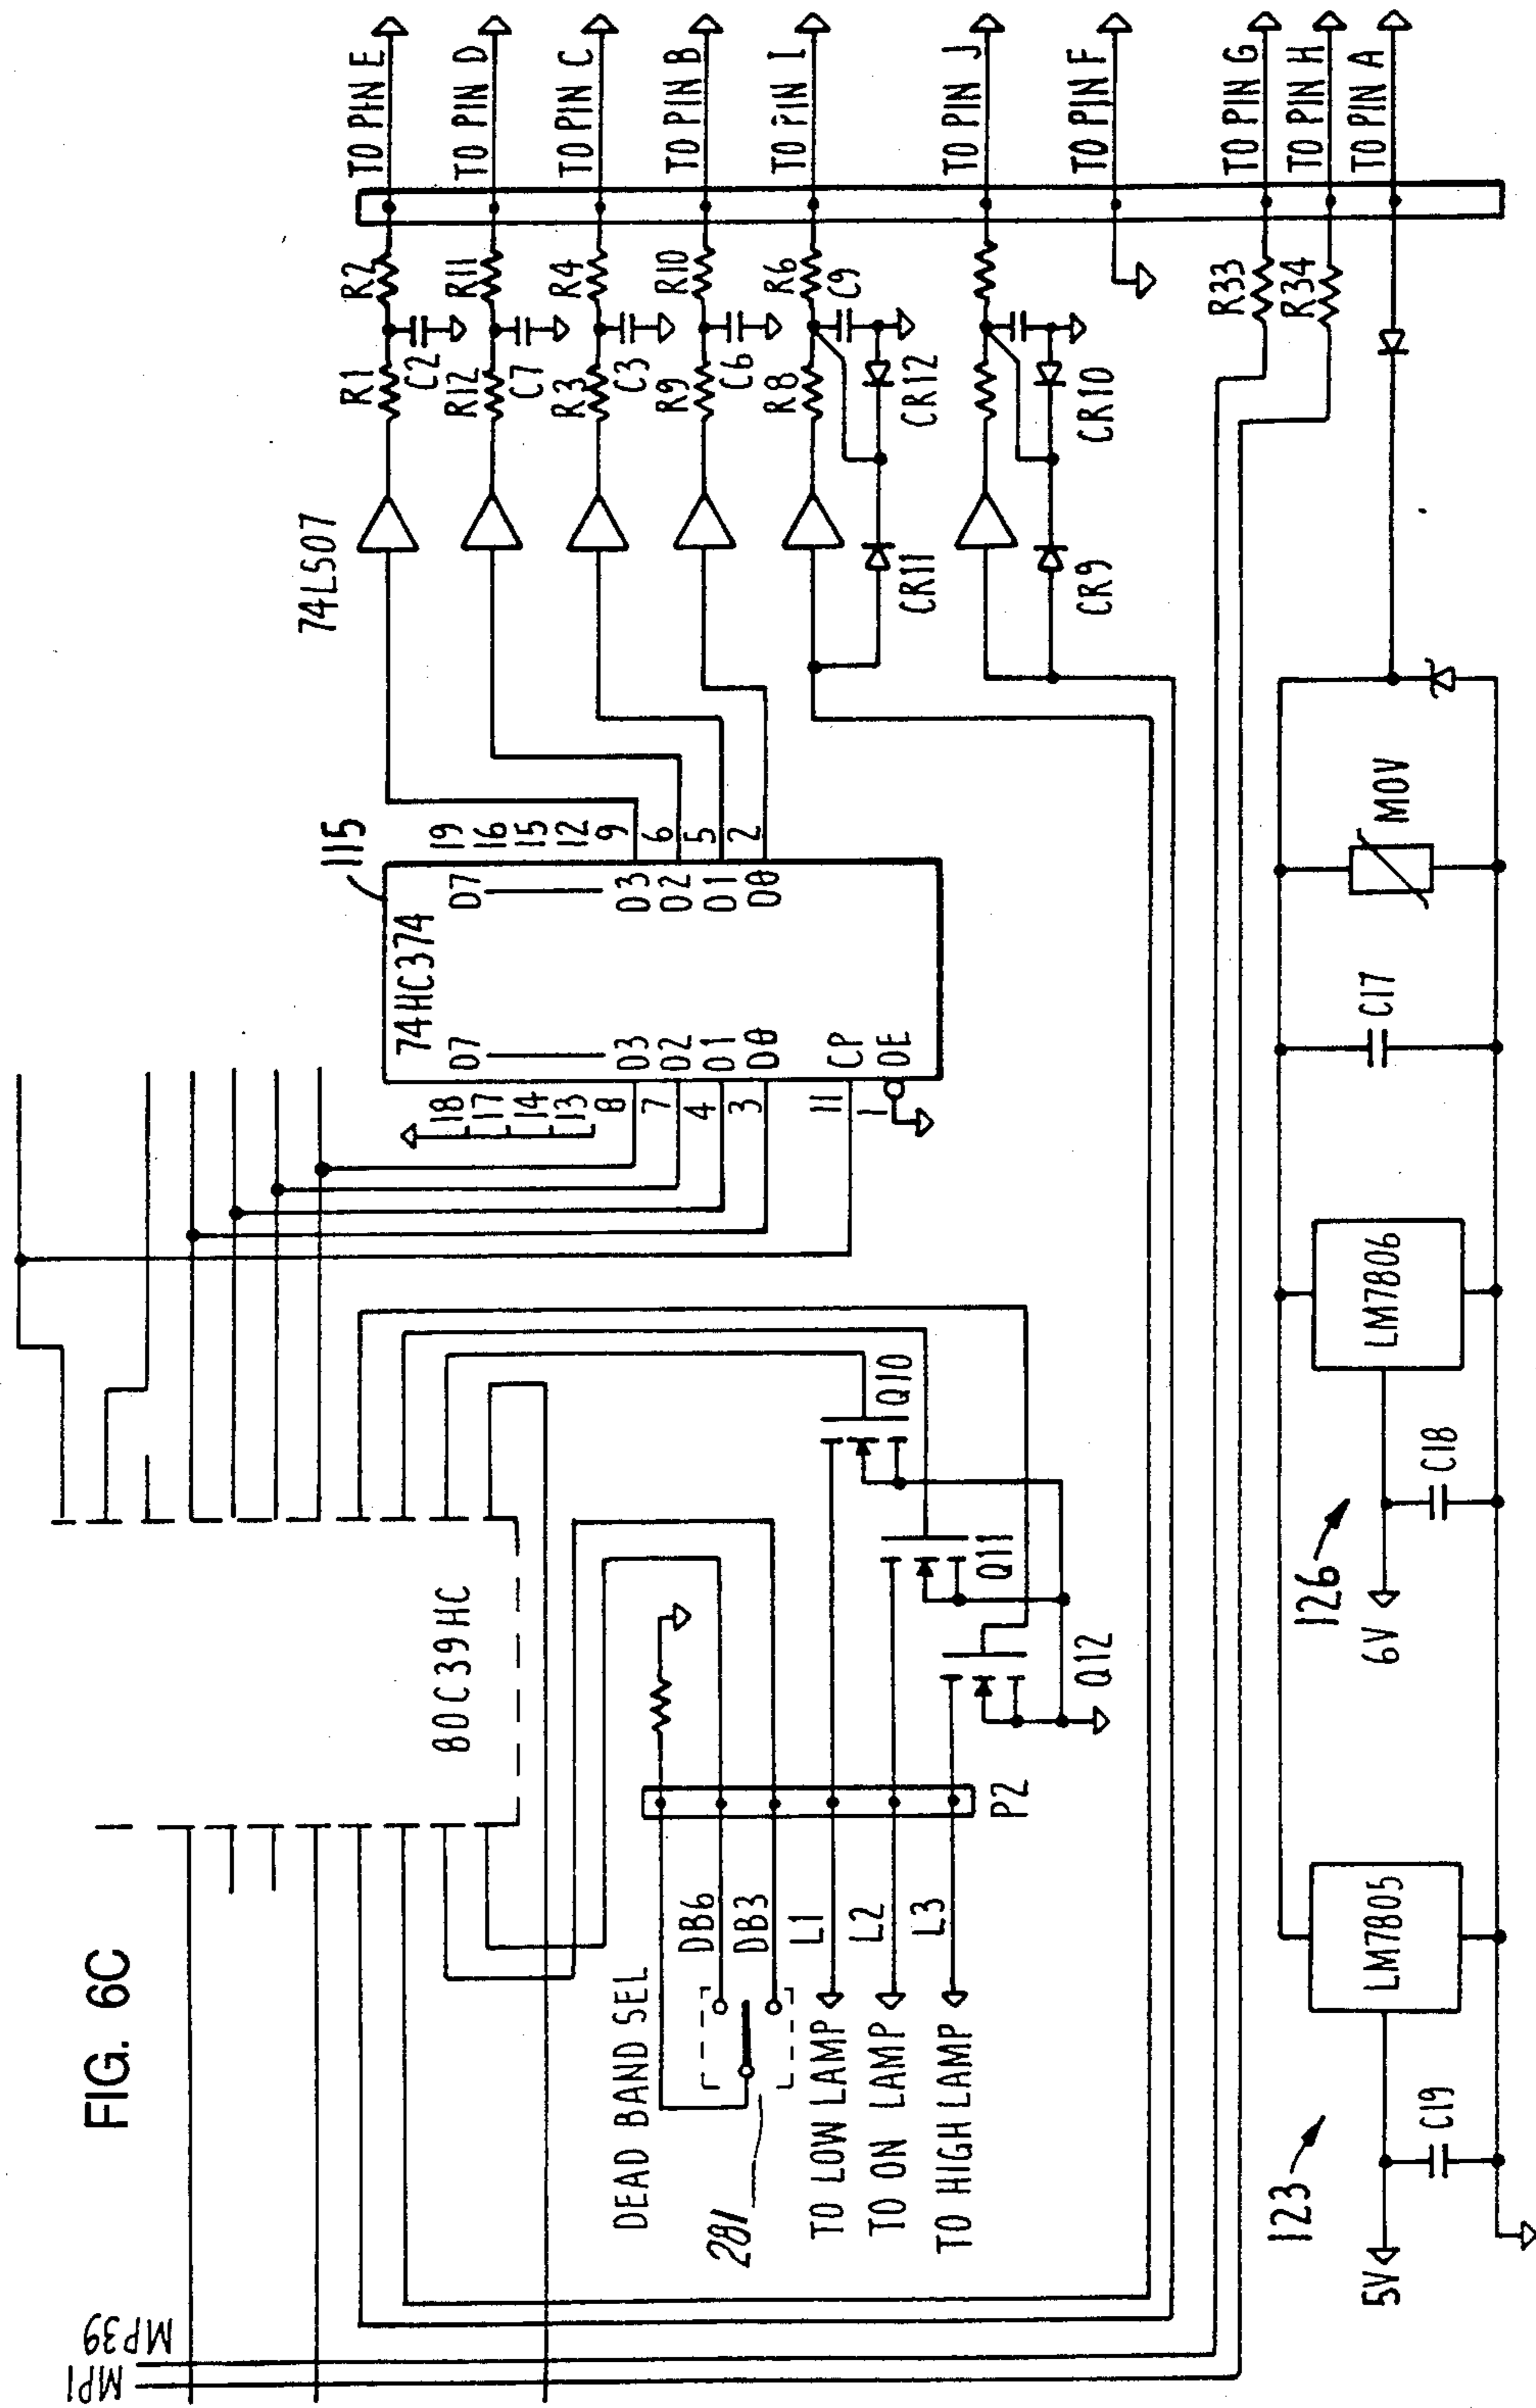 FIG. 6C
MP1
MP39
80C39HC
74HC374
115
D7
D3
D2
D1
D0
CP
OE
18
17
14
13
8
7
4
3
11
1
O7
O3
O2
O1
O0
19
16
15
12
9
6
5
2
74LS07
R1
R2
C2
TO PIN E
R12
R11
C7
TO PIN D
R3
R4
C3
TO PIN C
R9
R10
C6
TO PIN B
R8
R6
C9
TO PIN I
CR11
CR12
TO PIN J
CR9
CR10
TO PIN F
R33
TO PIN G
R34
TO PIN H
TO PIN A
DEAD BAND SEL
281
DB6
DB3
L1
TO LOW LAMP
L2
TO ON LAMP
L3
TO HIGH LAMP
P2
Q10
Q11
Q12
123
5V
C19
LM7805
126
6V
C18
LM7806
C17
MOV